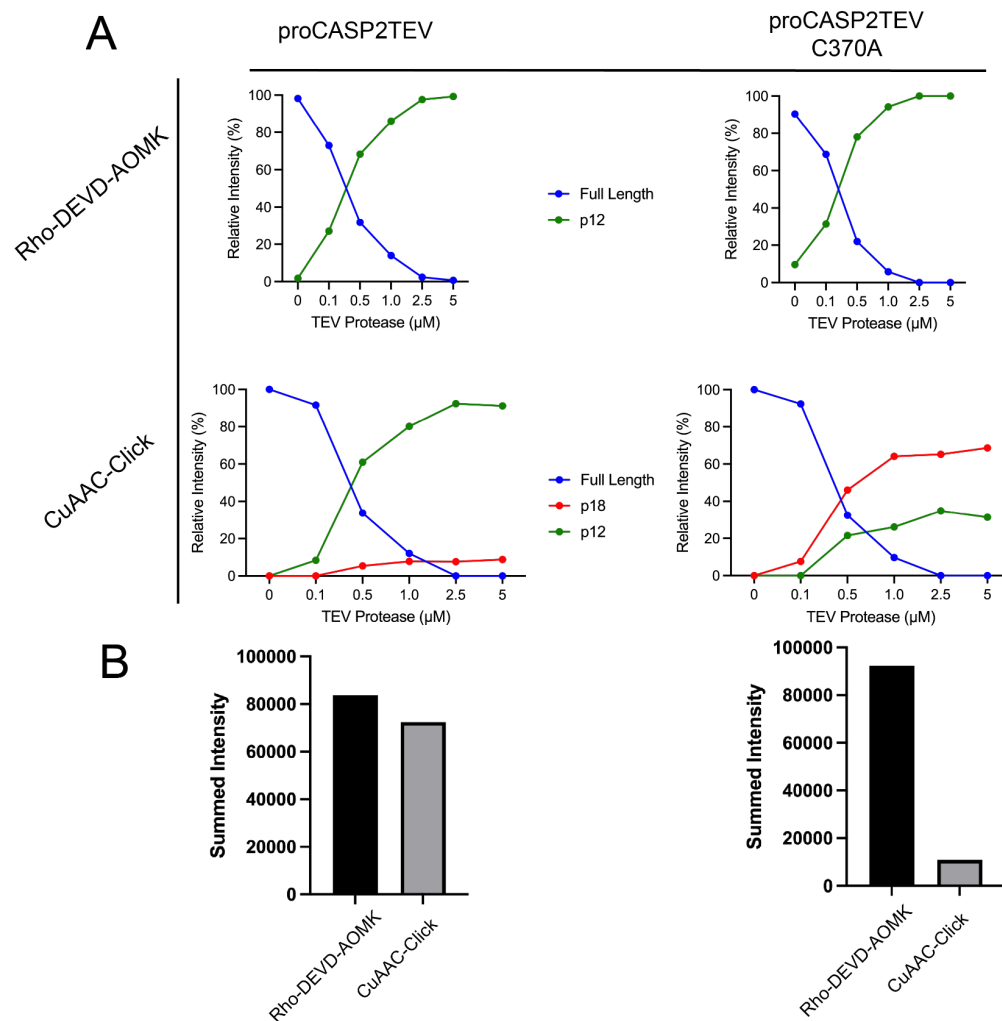 A
proCASP2TEV
proCASP2TEV
C370A
Rho-DEVD-AOMK
Relative Intensity (%)
100
80
60
40
20
0
0 0.1 0.5 1.0 2.5 5
TEV Protease (µM)
Full Length
p12
Relative Intensity (%)
100
80
60
40
20
0
0 0.1 0.5 1.0 2.5 5
TEV Protease (µM)
CuAAC-Click
Relative Intensity (%)
100
80
60
40
20
0
0 0.1 0.5 1.0 2.5 5
TEV Protease (µM)
Full Length
p18
p12
Relative Intensity (%)
100
80
60
40
20
0
0 0.1 0.5 1.0 2.5 5
TEV Protease (µM)
B
Summed Intensity
100000
80000
60000
40000
20000
0
Rho-DEVD-AOMK
CuAAC-Click
Summed Intensity
100000
80000
60000
40000
20000
0
Rho-DEVD-AOMK
CuAAC-Click